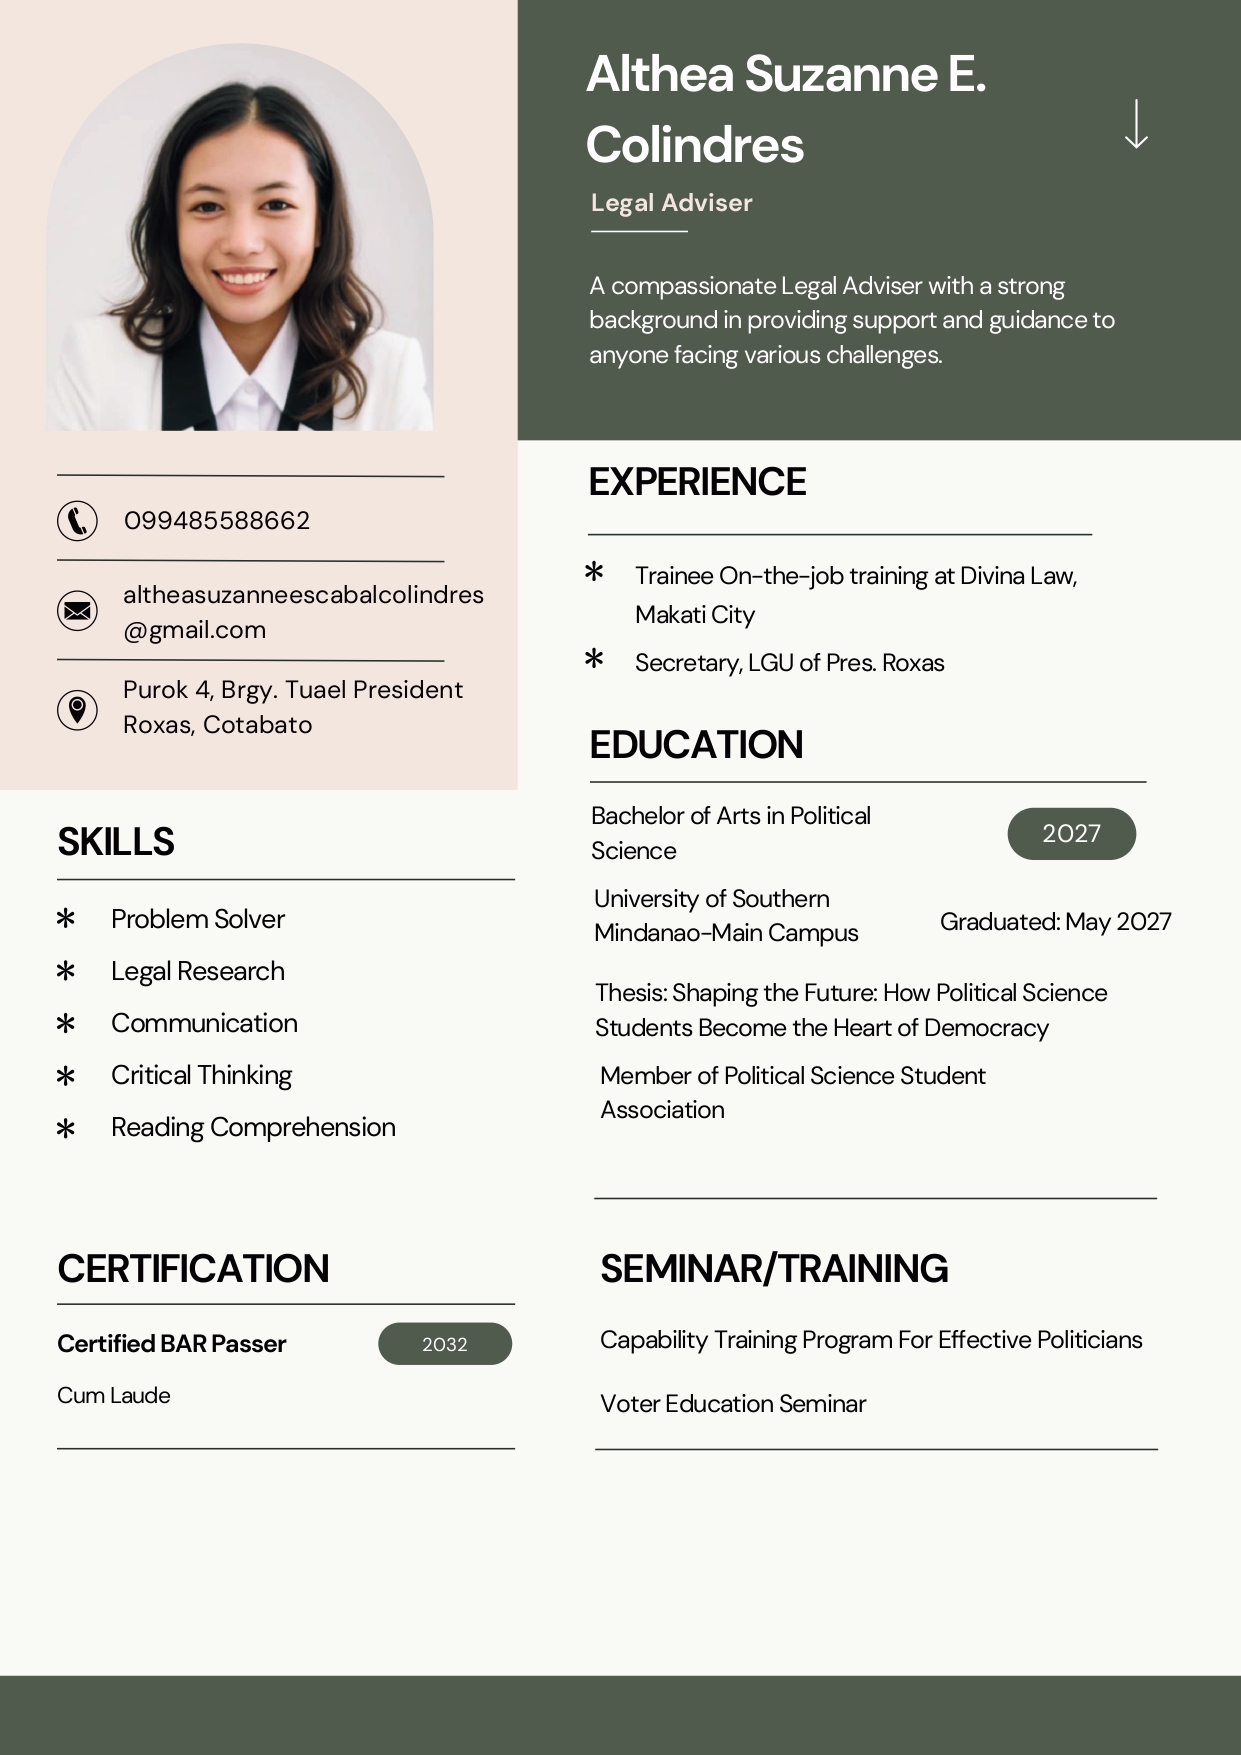 Althea Suzanne E.
Colindres
Legal Adviser
A compassionate Legal Adviser with a strong
background in providing support and guidance to
anyone facing various challenges.
099485588662
altheasuzanneescabalcolindres
@gmail.com
Purok 4, Brgy. Tuael President
Roxas, Cotabato
SKILLS
* Problem Solver
* Legal Research
* Communication
* Critical Thinking
* Reading Comprehension
CERTIFICATION
Certified BAR Passer 2032
Cum Laude
EXPERIENCE
* Trainee On-the-job training at Divina Law,
Makati City
* Secretary, LGU of Pres. Roxas
EDUCATION
Bachelor of Arts in Political
Science
2027
University of Southern
Mindanao-Main Campus
Graduated: May 2027
Thesis: Shaping the Future: How Political Science
Students Become the Heart of Democracy
Member of Political Science Student
Association
SEMINAR/TRAINING
Capability Training Program For Effective Politicians
Voter Education Seminar